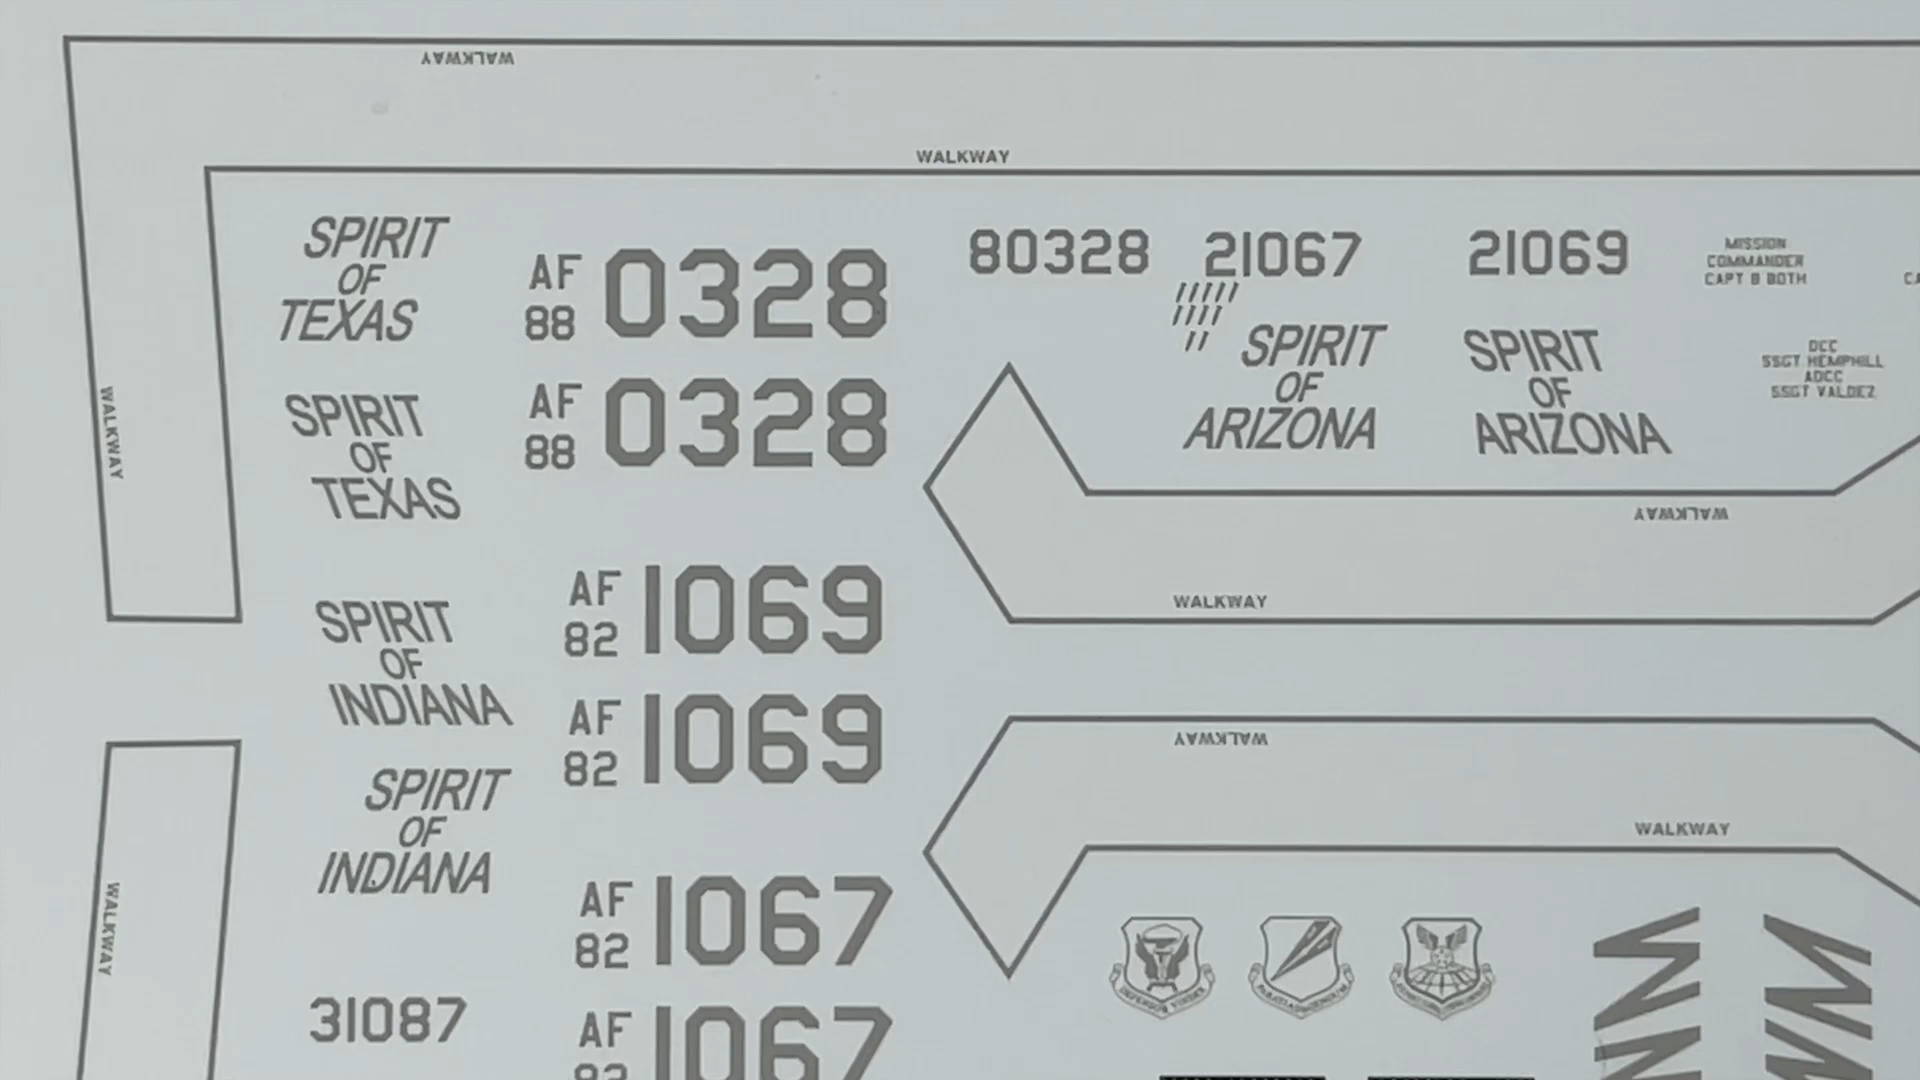 WALKWAY
WALKWAY
SPIRIT
OF
TEXAS
AF
88
0328
80328
21067
21069
MISSION
COMMANDER
CAPT B BOTH
SPIRIT
OF
ARIZONA
SPIRIT
OF
ARIZONA
DCC
SSGT HEMPHILL
ADCC
SSGT VALDEZ
WALKWAY
SPIRIT
OF
TEXAS
AF
88
0328
WALKWAY
WALKWAY
SPIRIT
OF
INDIANA
AF
82
1069
AF
82
1069
WALKWAY
WALKWAY
SPIRIT
OF
INDIANA
AF
82
1067
WALKWAY
31087
AF
82
1067
WM